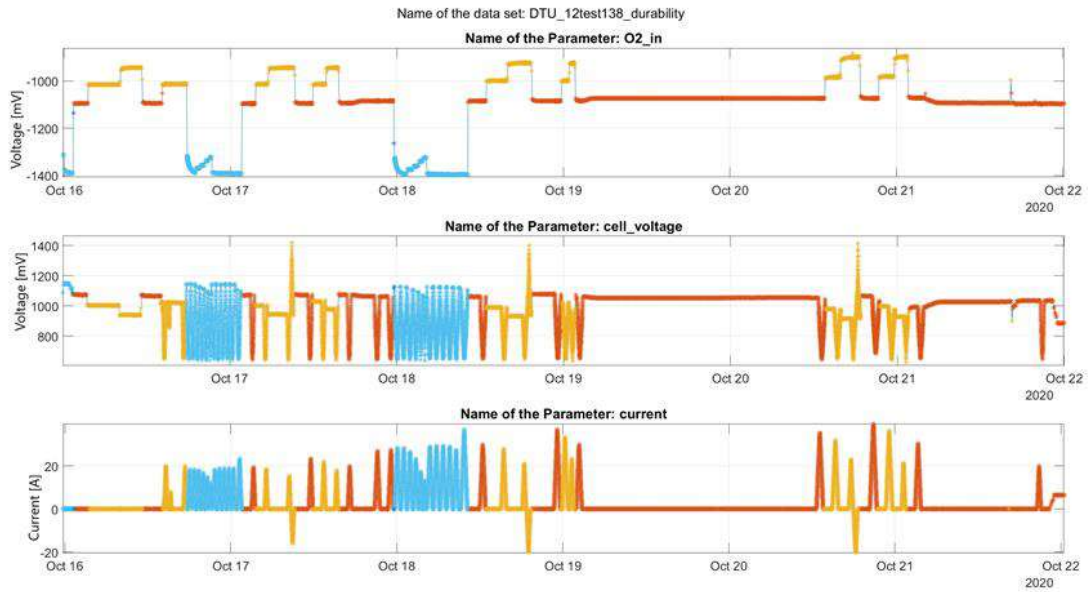 Name of the data set: DTU_12test138_durability
Name of the Parameter: O2_in
Voltage [mV]
-1000
-1200
-1400
Oct 16
Oct 17
Oct 18
Oct 19
Oct 20
Oct 21
Oct 22
2020
Name of the Parameter: cell_voltage
Voltage [mV]
1400
1200
1000
800
Oct 17
Oct 18
Oct 19
Oct 20
Oct 21
Oct 22
2020
Name of the Parameter: current
Current [A]
20
0
-20
Oct 16
Oct 17
Oct 18
Oct 19
Oct 20
Oct 21
Oct 22
2020